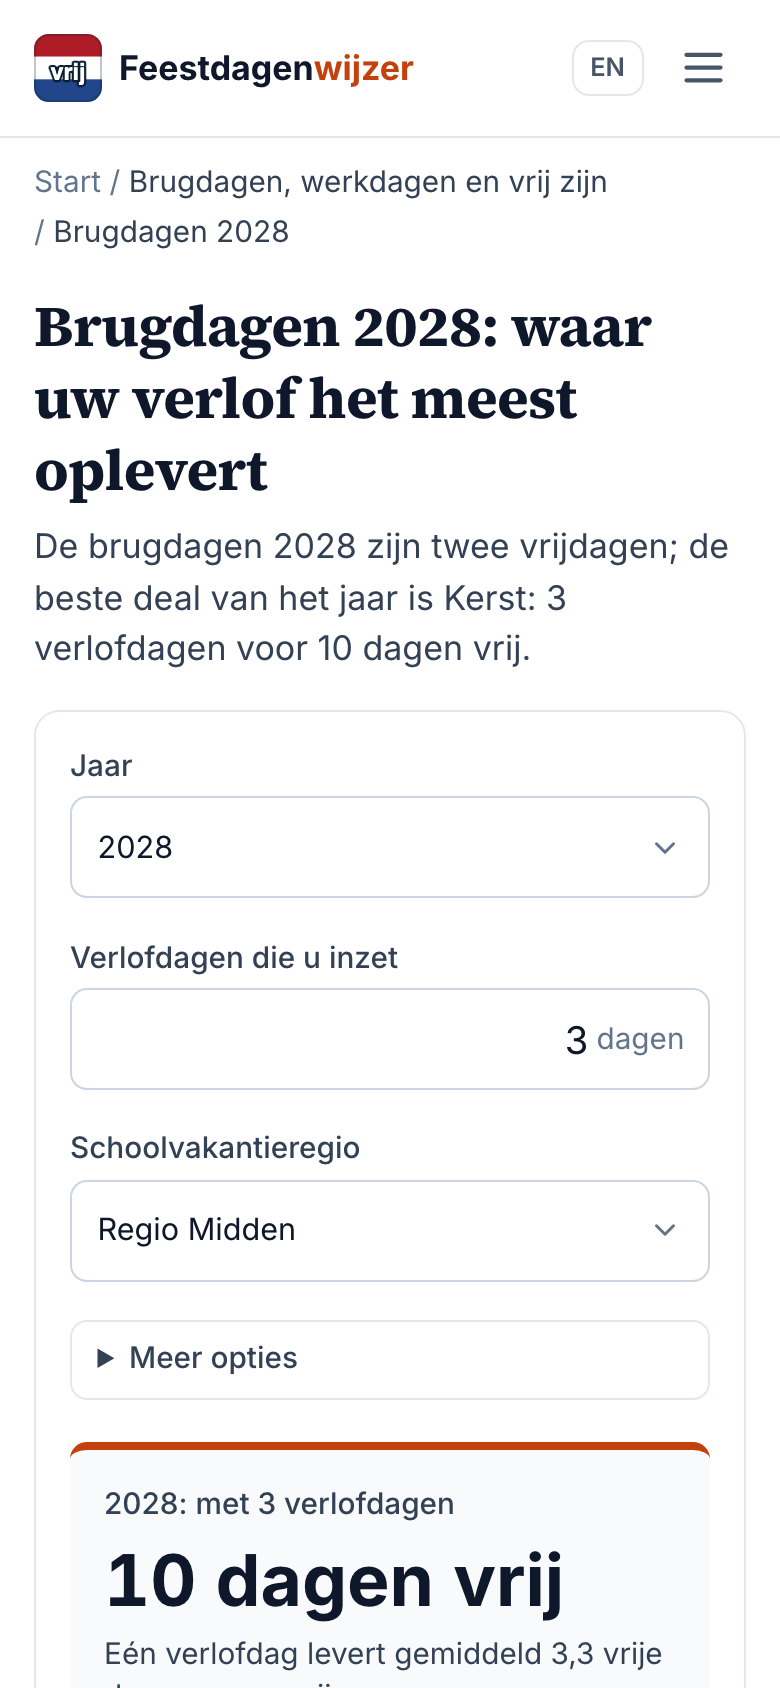 vrij Feestdagenwijzer EN
Start / Brugdagen, werkdagen en vrij zijn
/ Brugdagen 2028
Brugdagen 2028: waar
uw verlof het meest
oplevert
De brugdagen 2028 zijn twee vrijdagen; de
beste deal van het jaar is Kerst: 3
verlofdagen voor 10 dagen vrij.
Jaar
2028
Verlofdagen die u inzet
3 dagen
Schoolvakantieregio
Regio Midden
Meer opties
2028: met 3 verlofdagen
10 dagen vrij
Eén verlofdag levert gemiddeld 3,3 vrije